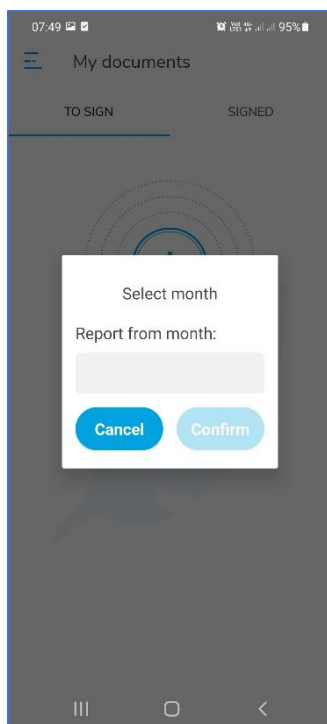 07:49 95%
My documents
TO SIGN SIGNED
Select month
Report from month:
Cancel Confirm